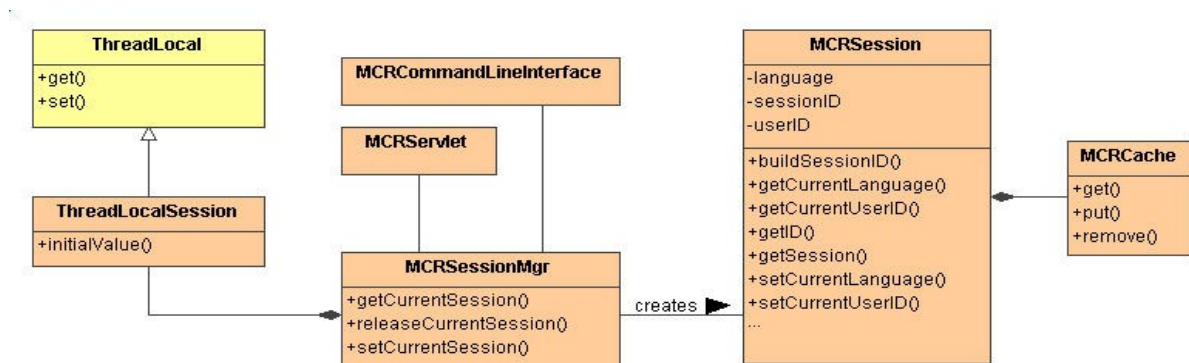 ThreadLocal
+get()
+set()
ThreadLocalSession
+initialValue()
MCRCommandLineInterface
MCRServlet
MCRSessionMgr
+getCurrentSession()
+releaseCurrentSession()
+setCurrentSession()
creates
MCRSession
-language
-sessionID
-userID
+buildSessionID()
+getCurrentLanguage()
+getCurrentUserID()
+getID()
+getSession()
+setCurrentLanguage()
+setCurrentUserID()
...
MCRCache
+get()
+put()
+remove()